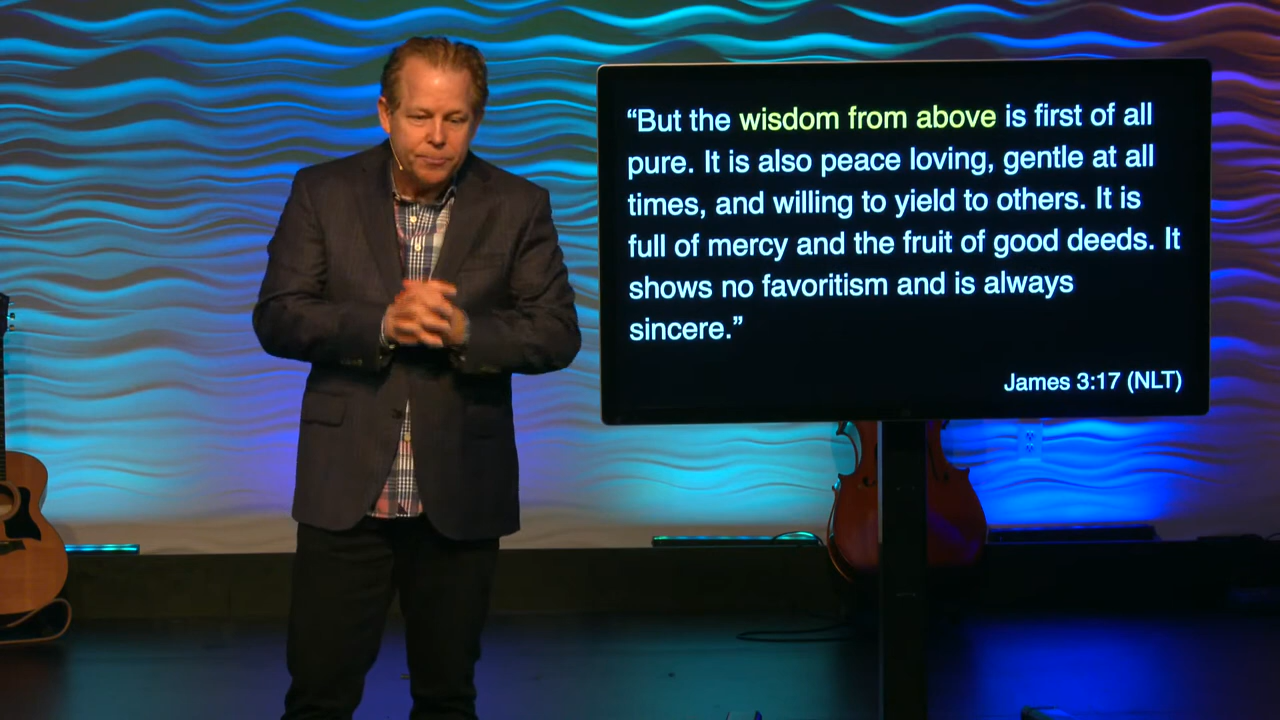 “But the wisdom from above is first of all
pure. It is also peace loving, gentle at all
times, and willing to yield to others. It is
full of mercy and the fruit of good deeds. It
shows no favoritism and is always
sincere.”
James 3:17 (NLT)